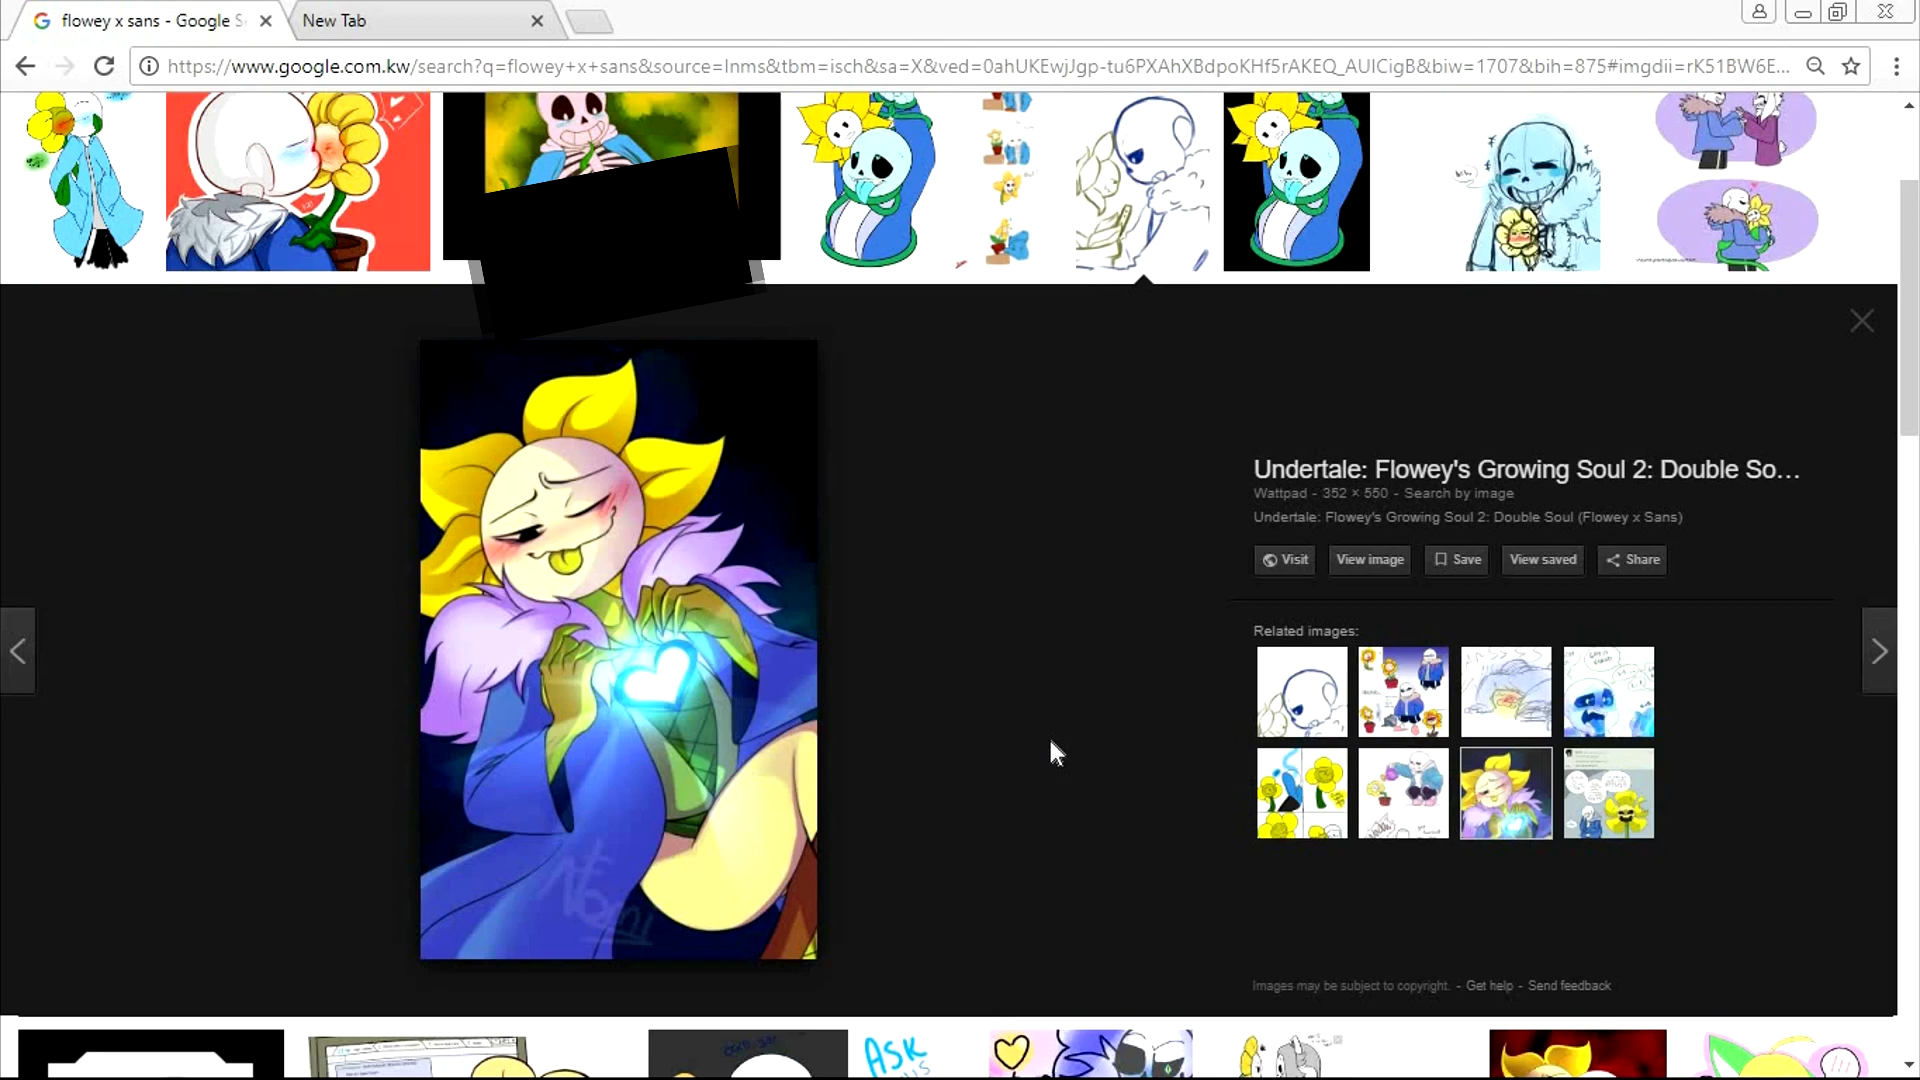 flowey x sans - Google S
New Tab
https://www.google.com.kw/search?q=flowey+x+sans&source=lnms&tbm=isch&sa=X&ved=0ahUKEwjJgp-tu6PXAhXBdpoKHf5rAKEQ_AUICigB&biw=1707&bih=875#imgdii=rK51BW6E...
Undertale: Flowey's Growing Soul 2: Double So...
Wattpad - 352 × 550 - Search by image
Undertale: Flowey's Growing Soul 2: Double Soul (Flowey x Sans)
Visit
View image
Save
View saved
Share
Related images:
Images may be subject to copyright. - Get help - Send feedback
ASK